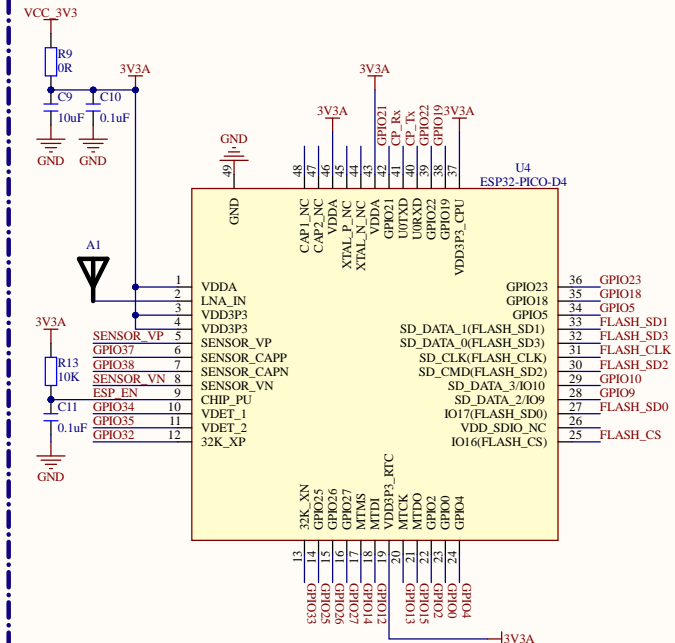 VCC_3V3
R9
0R
3V3A
C9
10uF
C10
0.1uF
GND
GND
GND
3V3A
3V3A
3V3A
GPIO21
CP_Rx
CP_Tx
GPIO22
GPIO19
49
48
47
46
45
44
43
42
41
40
39
38
37
U4
ESP32-PICO-D4
GND
CAP1_NC
CAP2_NC
VDDA
XTAL_P_NC
XTAL_N_NC
VDDA
GPIO21
U0TXD
U0RXD
GPIO22
GPIO19
VDD3P3_CPU
A1
1 VDDA
2 LNA_IN
3 VDD3P3
4 VDD3P3
SENSOR_VP 5 SENSOR_VP
GPIO37 6 SENSOR_CAPP
GPIO38 7 SENSOR_CAPN
SENSOR_VN 8 SENSOR_VN
ESP_EN 9 CHIP_PU
GPIO34 10 VDET_1
GPIO35 11 VDET_2
GPIO32 12 32K_XP
3V3A
R13
10K
C11
0.1uF
GND
GPIO23 36 GPIO23
GPIO18 35 GPIO18
GPIO5 34 GPIO5
SD_DATA_1(FLASH_SD1) 33 FLASH_SD1
SD_DATA_0(FLASH_SD3) 32 FLASH_SD3
SD_CLK(FLASH_CLK) 31 FLASH_CLK
SD_CMD(FLASH_SD2) 30 FLASH_SD2
SD_DATA_3/IO10 29 GPIO10
SD_DATA_2/IO9 28 GPIO9
IO17(FLASH_SD0) 27 FLASH_SD0
VDD_SDIO_NC 26
IO16(FLASH_CS) 25 FLASH_CS
32K_XN
GPIO25
GPIO26
GPIO27
MTMS
MTDI
VDD3P3_RTC
MTCK
MTDO
GPIO2
GPIO0
GPIO4
13
14
15
16
17
18
19
20
21
22
23
24
GPIO33
GPIO25
GPIO26
GPIO27
GPIO14
GPIO12
GPIO13
GPIO15
GPIO2
GPIO0
GPIO4
3V3A